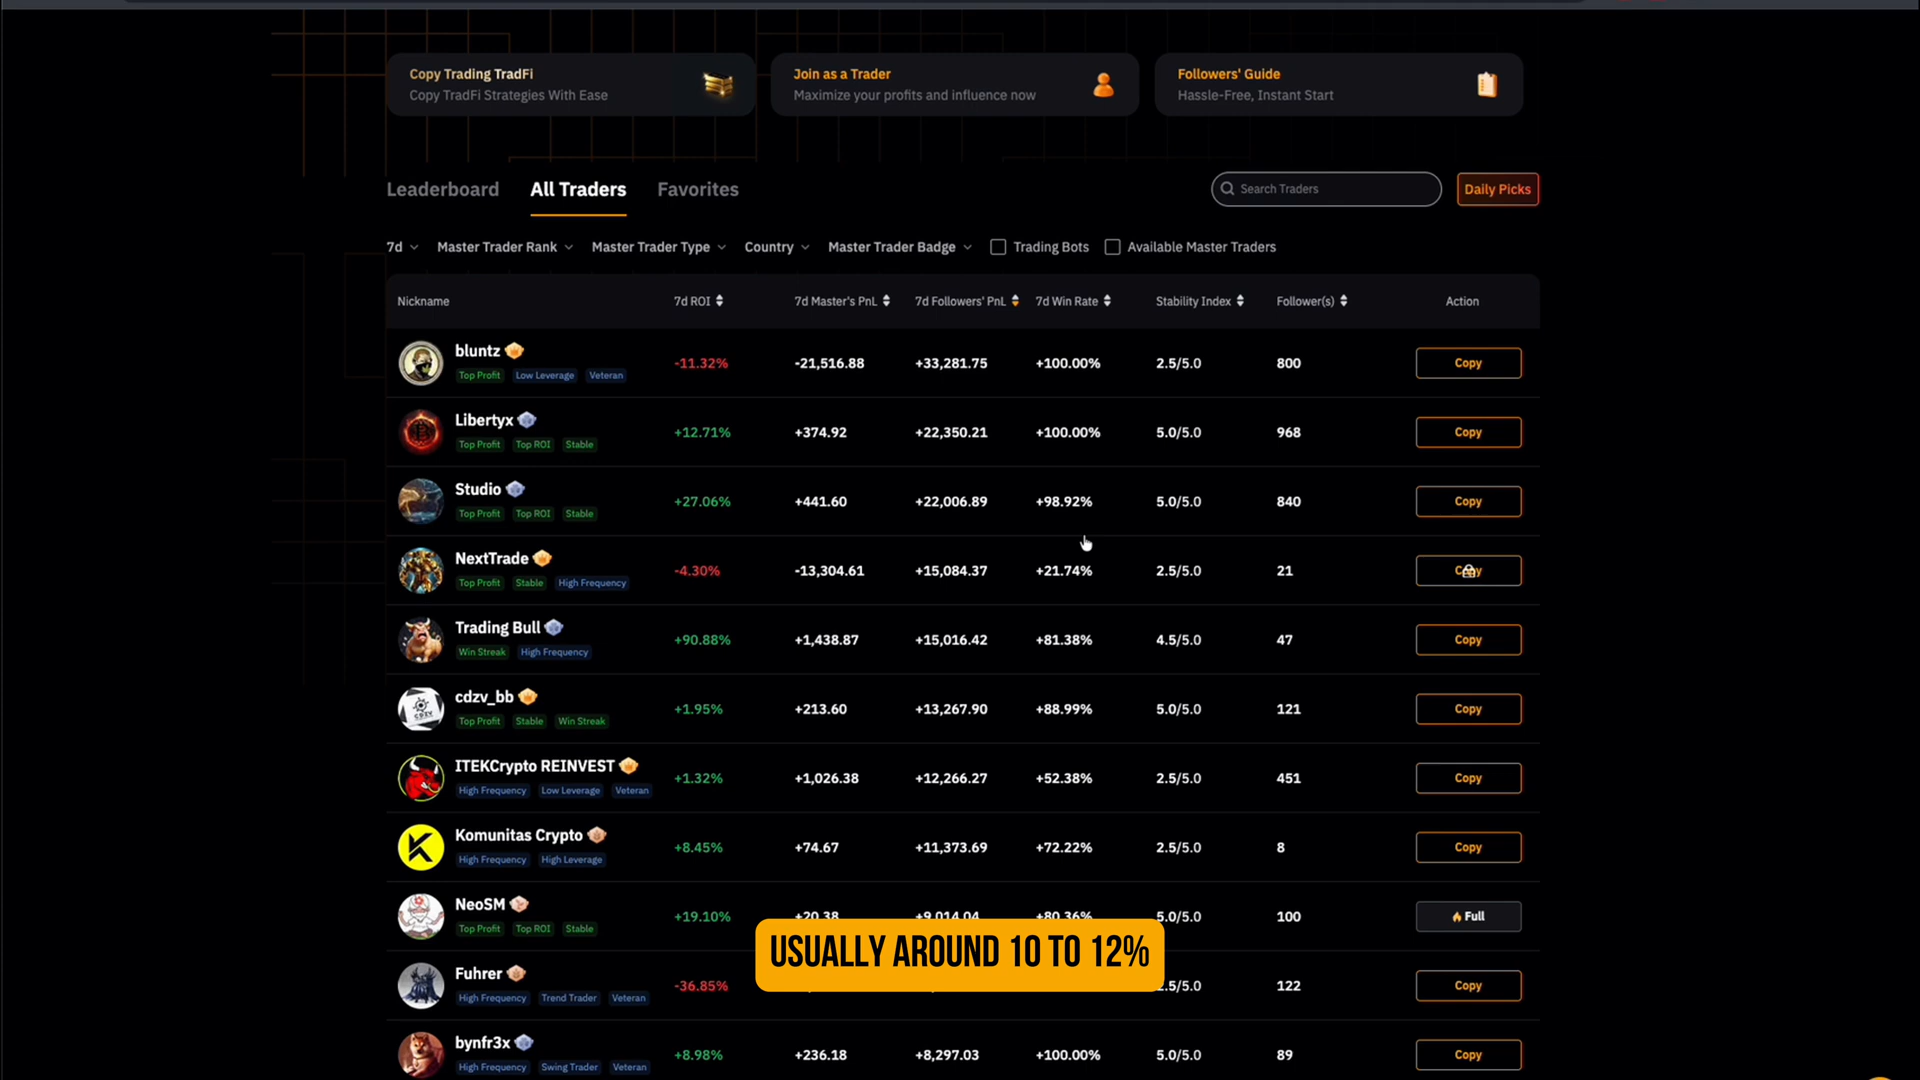 Copy Trading TradFi
Copy TradFi Strategies With Ease
Join as a Trader
Maximize your profits and influence now
Followers' Guide
Hassle-Free, Instant Start
Leaderboard All Traders Favorites Search Traders Daily Picks
7d Master Trader Rank Master Trader Type Country Master Trader Badge Trading Bots Available Master Traders
Nickname 7d ROI 7d Master's PnL 7d Followers' PnL 7d Win Rate Stability Index Follower(s) Action
bluntz
Top Profit Low Leverage Veteran
-11.32% -21,516.88 +33,281.75 +100.00% 2.5/5.0 800 Copy
Libertyx
Top Profit Top ROI Stable
+12.71% +374.92 +22,350.21 +100.00% 5.0/5.0 968 Copy
Studio
Top Profit Top ROI Stable
+27.06% +441.60 +22,006.89 +98.92% 5.0/5.0 840 Copy
NextTrade
Top Profit Stable High Frequency
-4.30% -13,304.61 +15,084.37 +21.74% 2.5/5.0 21
Trading Bull
Win Streak High Frequency
+90.88% +1,438.87 +15,016.42 +81.38% 4.5/5.0 47 Copy
cdzv_bb
Top Profit Stable Win Streak
+1.95% +213.60 +13,267.90 +88.99% 5.0/5.0 121 Copy
ITEKCrypto REINVEST
High Frequency Low Leverage Veteran
+1.32% +1,026.38 +12,266.27 +52.38% 2.5/5.0 451 Copy
Komunitas Crypto
High Frequency High Leverage
+8.45% +74.67 +11,373.69 +72.22% 2.5/5.0 8 Copy
NeoSM
Top Profit Top ROI Stable
+19.10% +20.38 +9,014.04 +80.36% 5.0/5.0 100 Full
Fuhrer
High Frequency Trend Trader Veteran
-36.85% 122 Copy
USUALLY AROUND 10 TO 12%
bynfr3x
High Frequency Swing Trader Veteran
+8.98% +236.18 +8,297.03 +100.00% 5.0/5.0 89 Copy